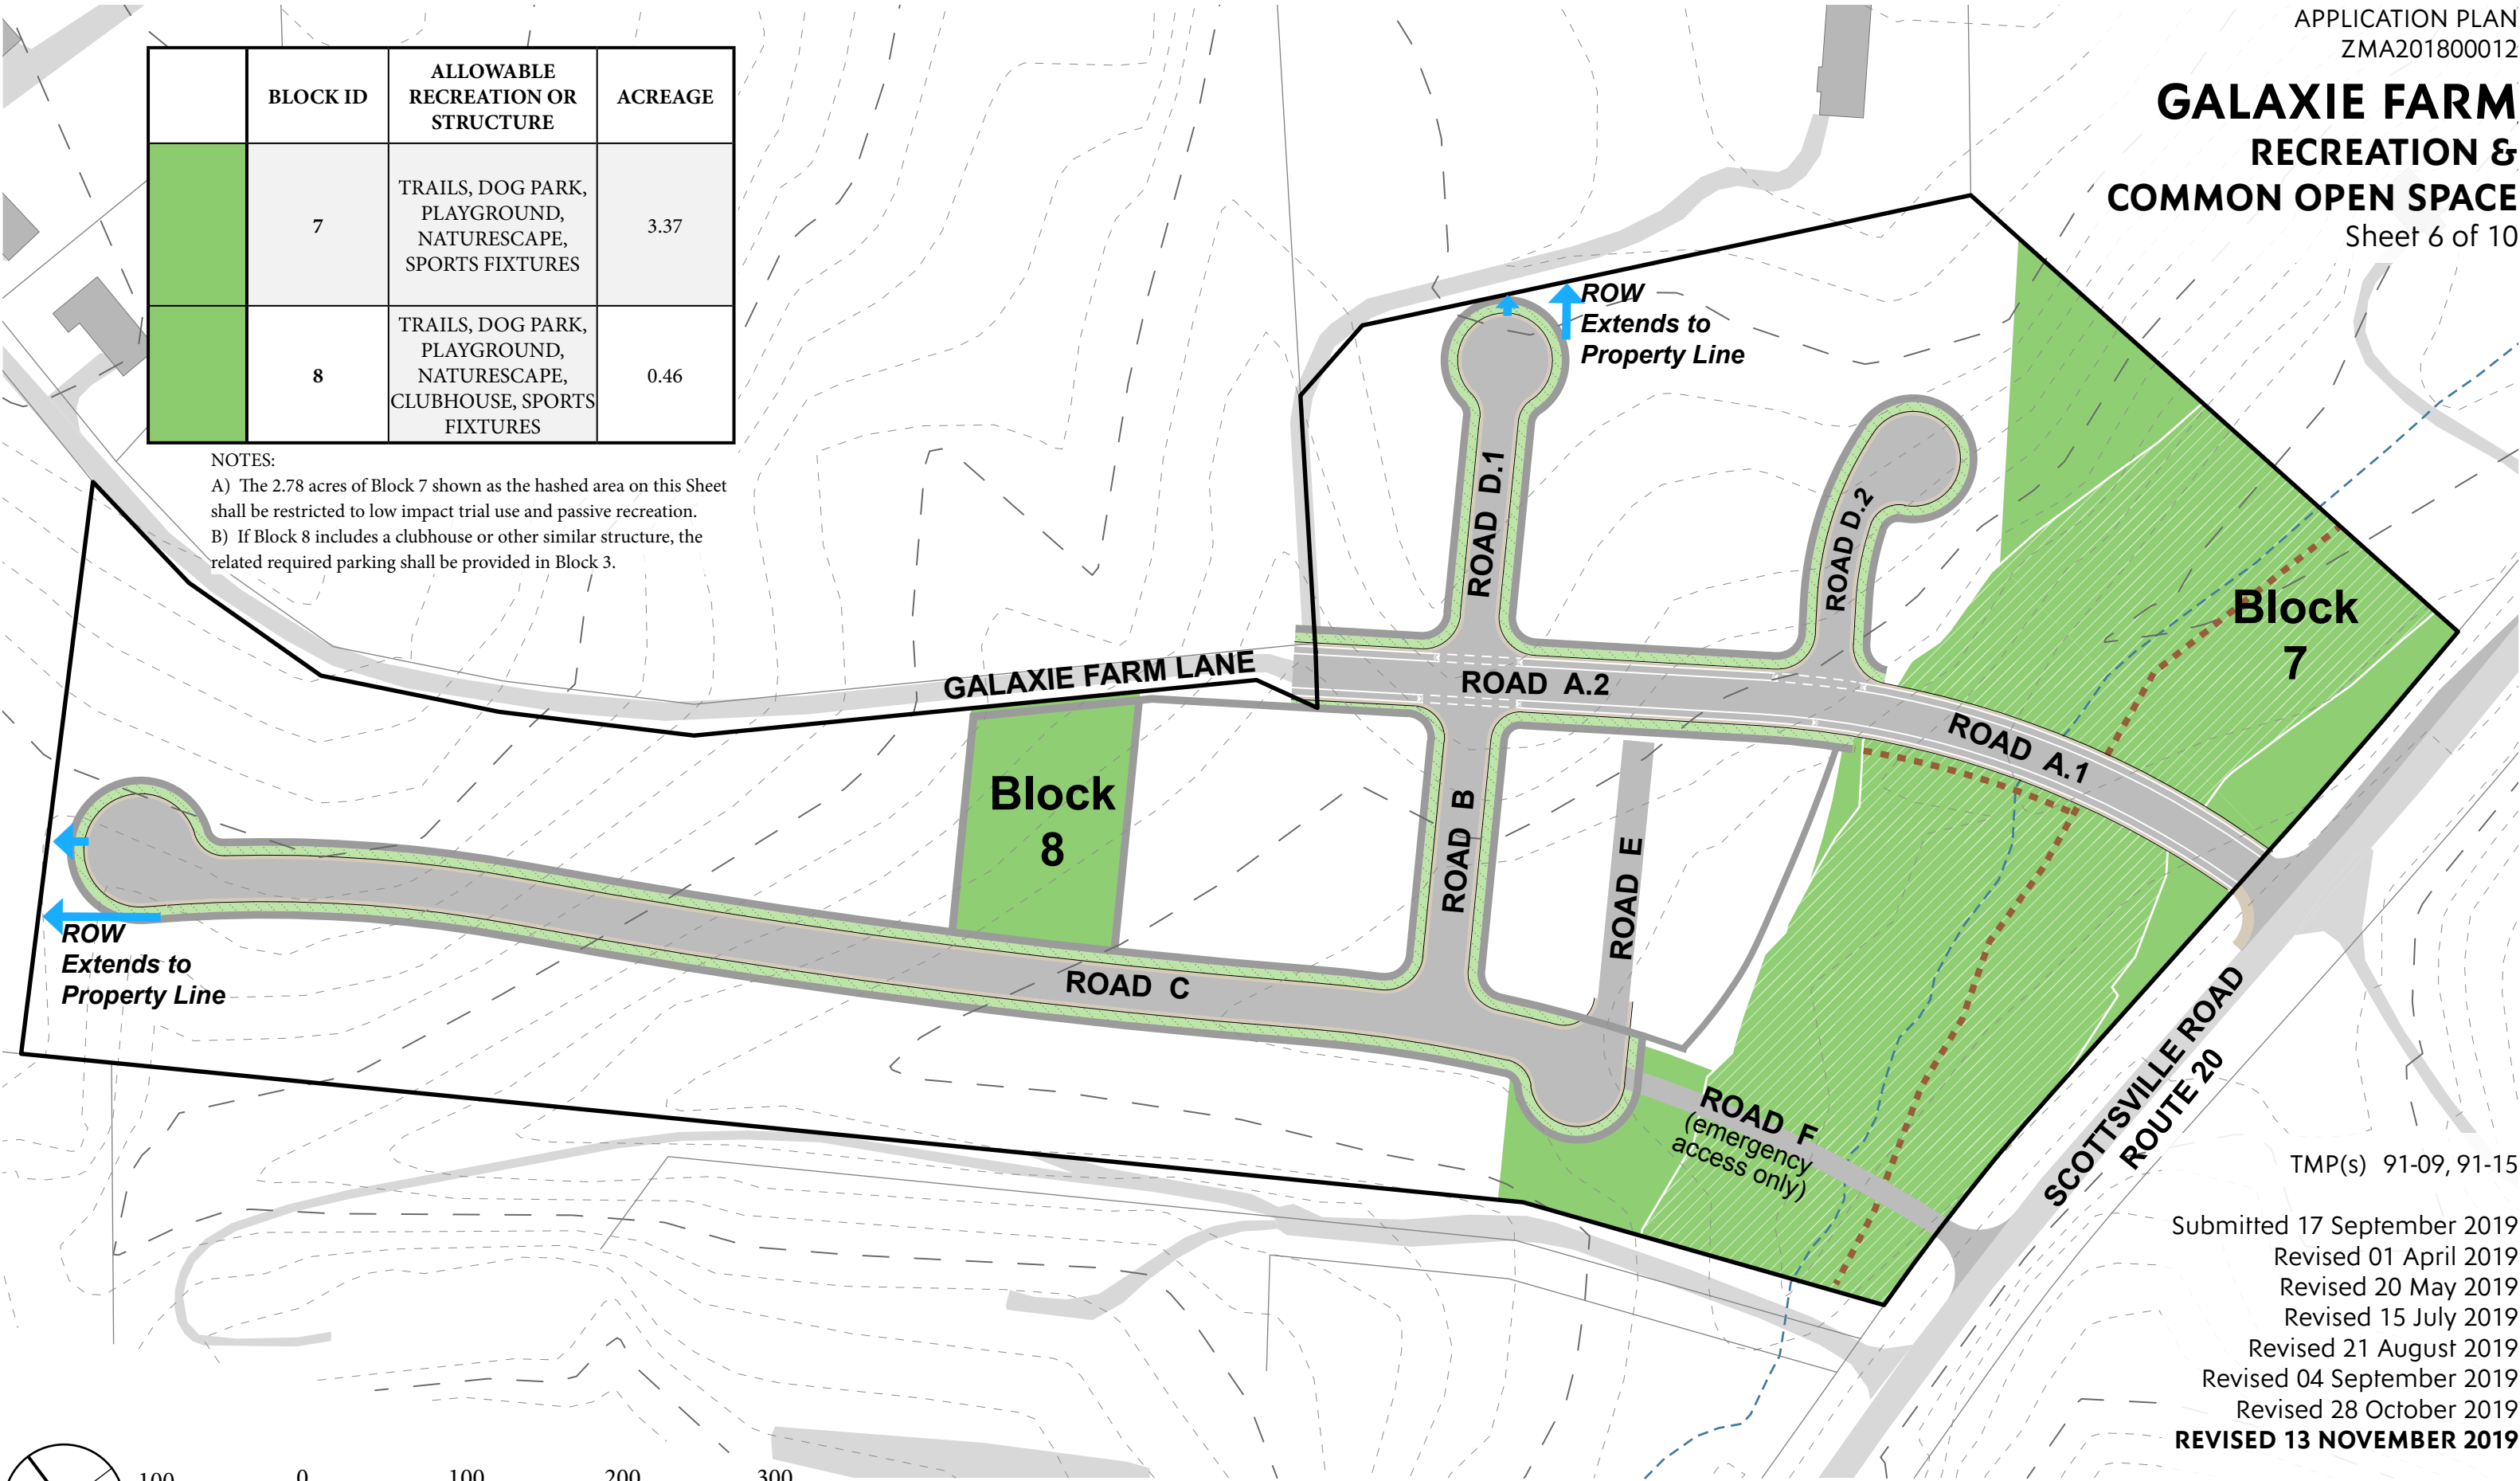 APPLICATION PLAN
ZMA201800012
GALAXIE FARM
RECREATION &
COMMON OPEN SPACE
Sheet 6 of 10
BLOCK ID
ALLOWABLE
RECREATION OR
STRUCTURE
ACREAGE
7
TRAILS, DOG PARK,
PLAYGROUND,
NATURESCAPE,
SPORTS FIXTURES
3.37
8
TRAILS, DOG PARK,
PLAYGROUND,
NATURESCAPE,
CLUBHOUSE, SPORTS
FIXTURES
0.46
NOTES:
A) The 2.78 acres of Block 7 shown as the hashed area on this Sheet
shall be restricted to low impact trial use and passive recreation.
B) If Block 8 includes a clubhouse or other similar structure, the
related required parking shall be provided in Block 3.
ROW
Extends to
Property Line
ROAD D.1
ROAD D.2
Block
7
GALAXIE FARM LANE
ROAD A.2
ROAD A.1
Block
8
ROAD B
ROAD E
ROW
Extends to
Property Line
ROAD C
ROAD F
(emergency
access only)
SCOTTSVILLE ROAD
ROUTE 20
TMP(s) 91-09, 91-15
Submitted 17 September 2019
Revised 01 April 2019
Revised 20 May 2019
Revised 15 July 2019
Revised 21 August 2019
Revised 04 September 2019
Revised 28 October 2019
REVISED 13 NOVEMBER 2019
100 0 100 200 300